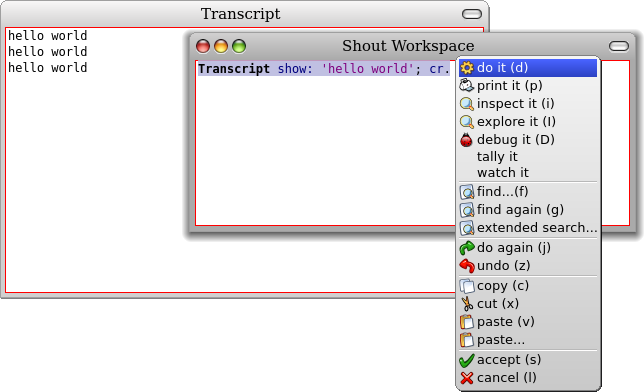 Transcript
hello world
hello world
hello world
Shout Workspace
Transcript show: 'hello world'; cr.
do it (d)
print it (p)
inspect it (i)
explore it (I)
debug it (D)
tally it
watch it
find...(f)
find again (g)
extended search...
do again (j)
undo (z)
copy (c)
cut (x)
paste (v)
paste...
accept (s)
cancel (l)